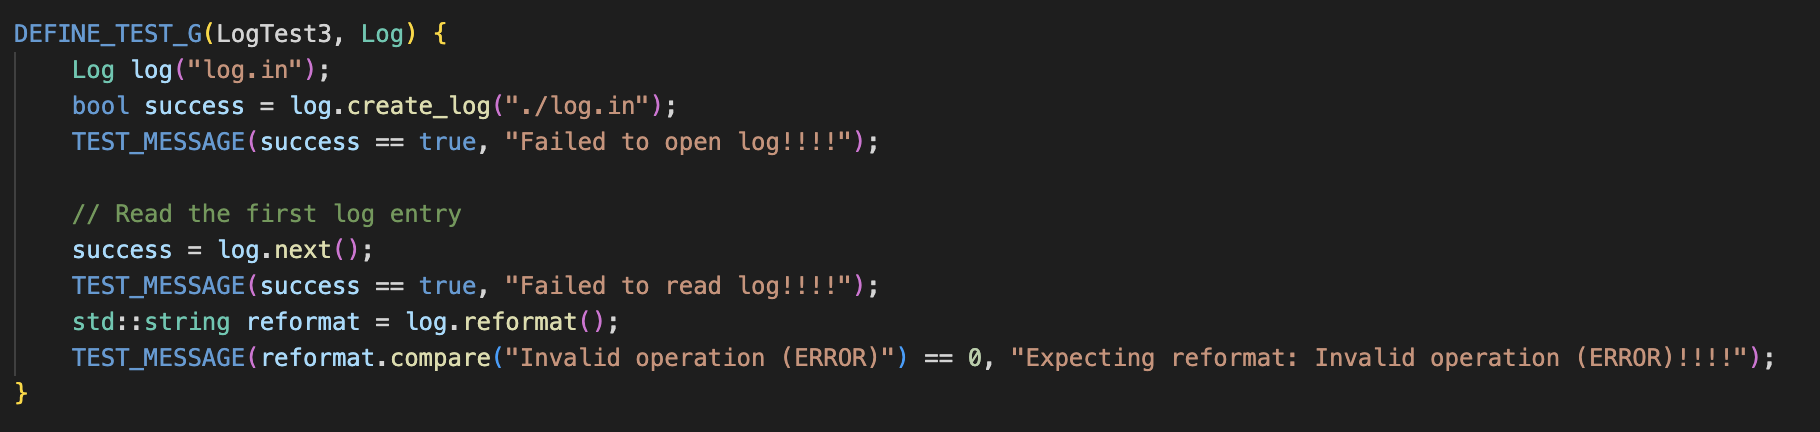 DEFINE_TEST_G(LogTest3, Log) {
    Log log("log.in");
    bool success = log.create_log("./log.in");
    TEST_MESSAGE(success == true, "Failed to open log!!!!");

    // Read the first log entry
    success = log.next();
    TEST_MESSAGE(success == true, "Failed to read log!!!!");
    std::string reformat = log.reformat();
    TEST_MESSAGE(reformat.compare("Invalid operation (ERROR)") == 0, "Expecting reformat: Invalid operation (ERROR)!!!!");
}